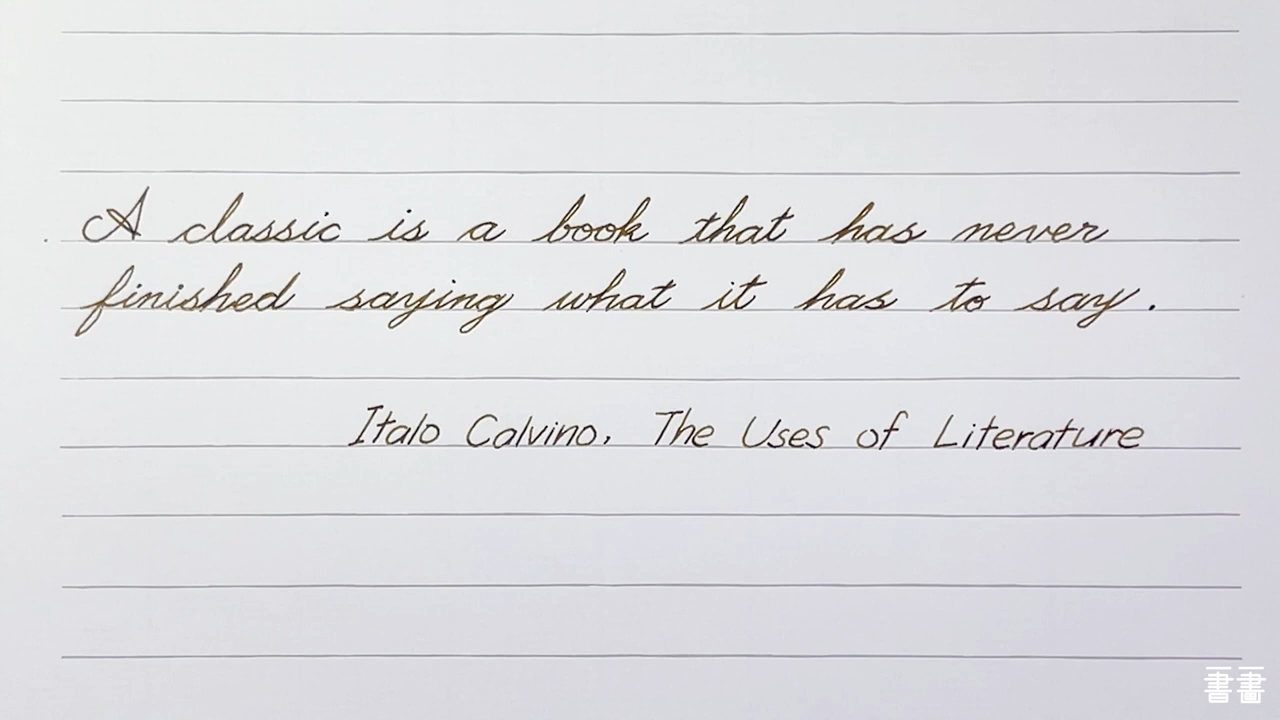 A classic is a book that has never
finished saying what it has to say.
Italo Calvino, The Uses of Literature
書畫